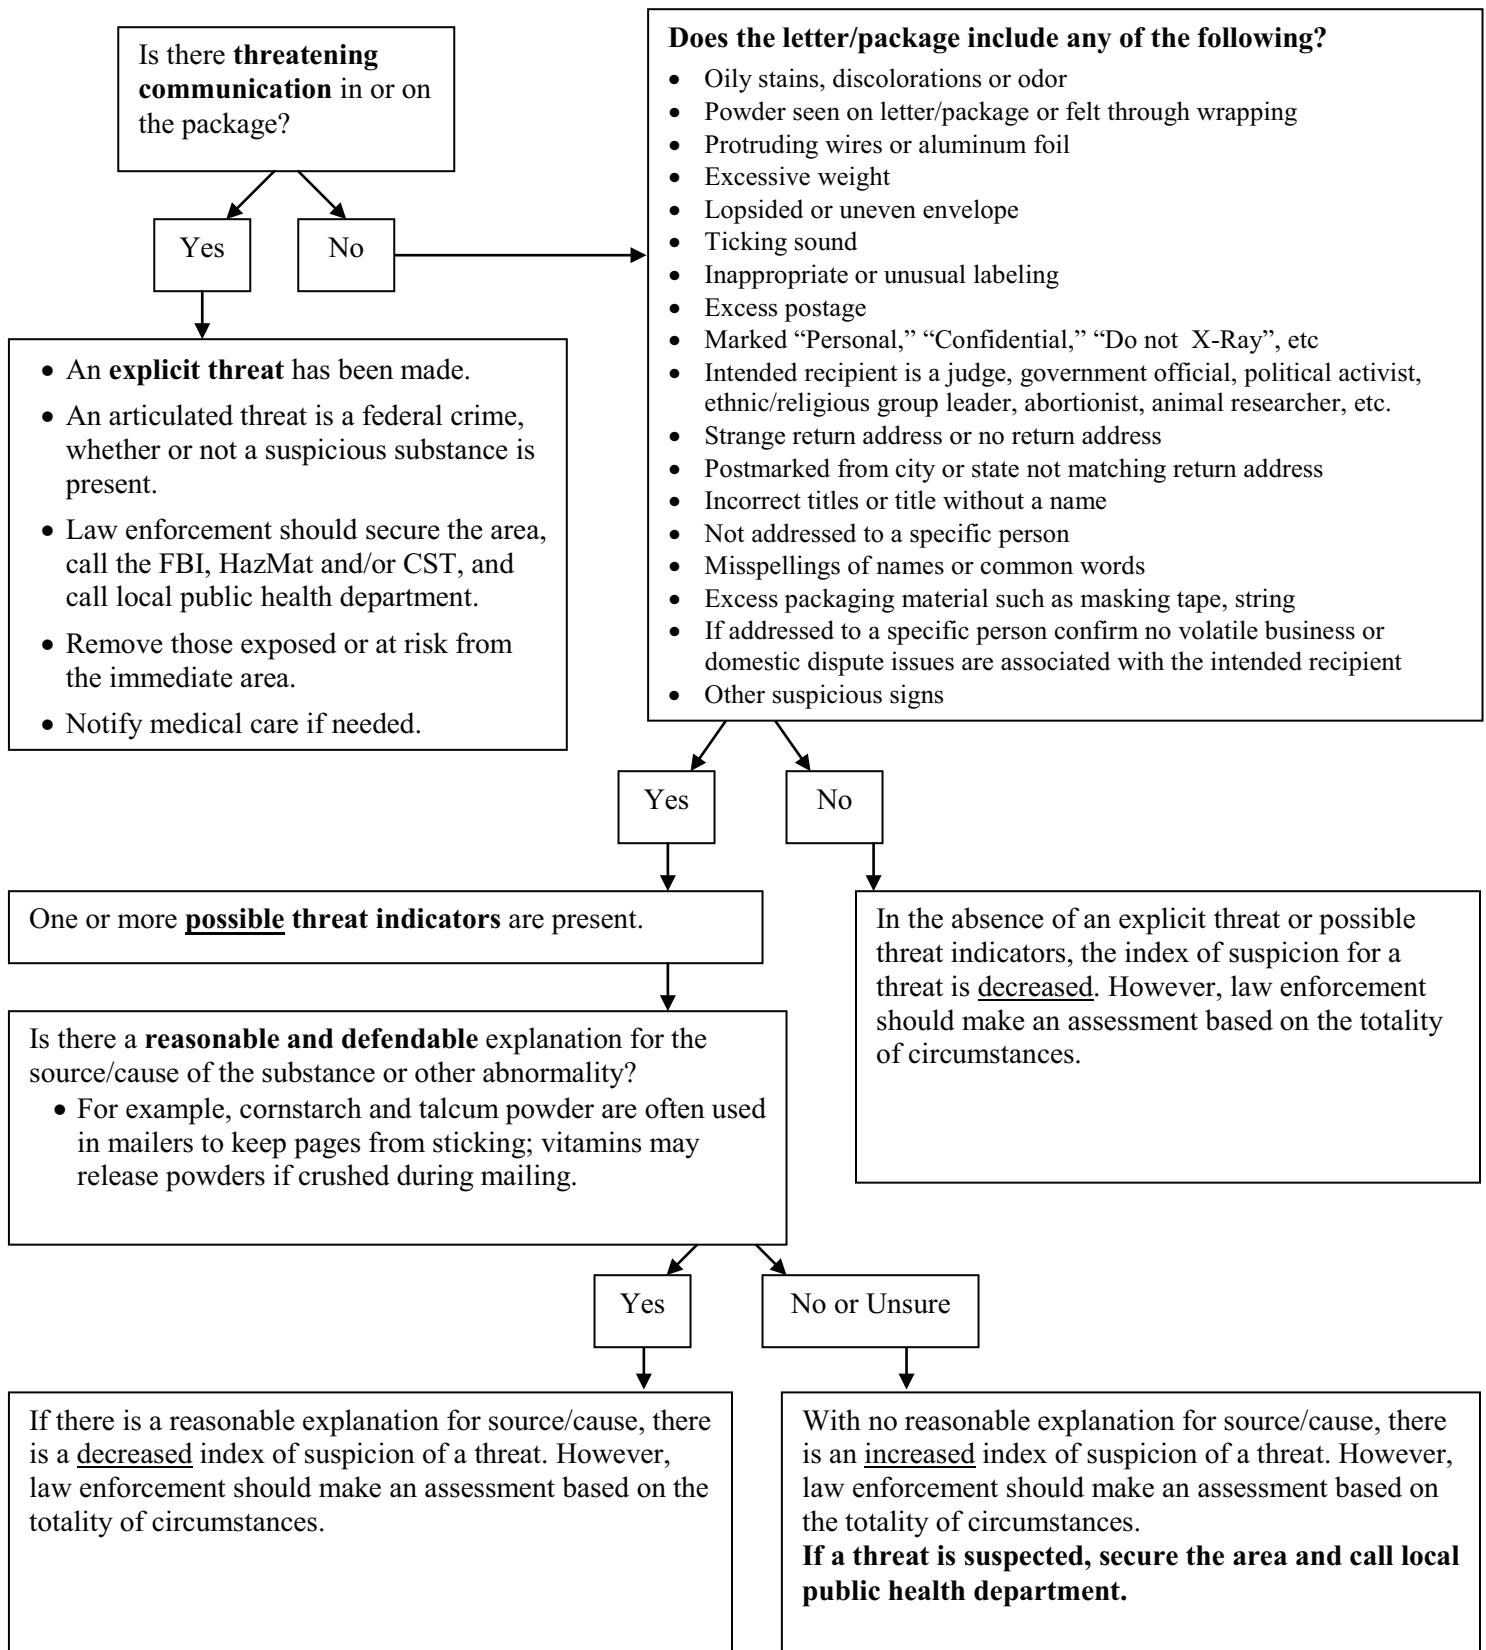 Is there threatening
communication in or on
the package?
Yes
No
An explicit threat has been made.
An articulated threat is a federal crime,
whether or not a suspicious substance is
present.
Law enforcement should secure the area,
call the FBI, HazMat and/or CST, and
call local public health department.
Remove those exposed or at risk from
the immediate area.
Notify medical care if needed.
Does the letter/package include any of the following?
Oily stains, discolorations or odor
Powder seen on letter/package or felt through wrapping
Protruding wires or aluminum foil
Excessive weight
Lopsided or uneven envelope
Ticking sound
Inappropriate or unusual labeling
Excess postage
Marked “Personal,” “Confidential,” “Do not X-Ray”, etc
Intended recipient is a judge, government official, political activist,
ethnic/religious group leader, abortionist, animal researcher, etc.
Strange return address or no return address
Postmarked from city or state not matching return address
Incorrect titles or title without a name
Not addressed to a specific person
Misspellings of names or common words
Excess packaging material such as masking tape, string
If addressed to a specific person confirm no volatile business or
domestic dispute issues are associated with the intended recipient
Other suspicious signs
Yes
No
One or more possible threat indicators are present.
In the absence of an explicit threat or possible
threat indicators, the index of suspicion for a
threat is decreased. However, law enforcement
should make an assessment based on the totality
of circumstances.
Is there a reasonable and defendable explanation for the
source/cause of the substance or other abnormality?
For example, cornstarch and talcum powder are often used
in mailers to keep pages from sticking; vitamins may
release powders if crushed during mailing.
Yes
No or Unsure
If there is a reasonable explanation for source/cause, there
is a decreased index of suspicion of a threat. However,
law enforcement should make an assessment based on the
totality of circumstances.
With no reasonable explanation for source/cause, there
is an increased index of suspicion of a threat. However,
law enforcement should make an assessment based on
the totality of circumstances.
If a threat is suspected, secure the area and call local
public health department.